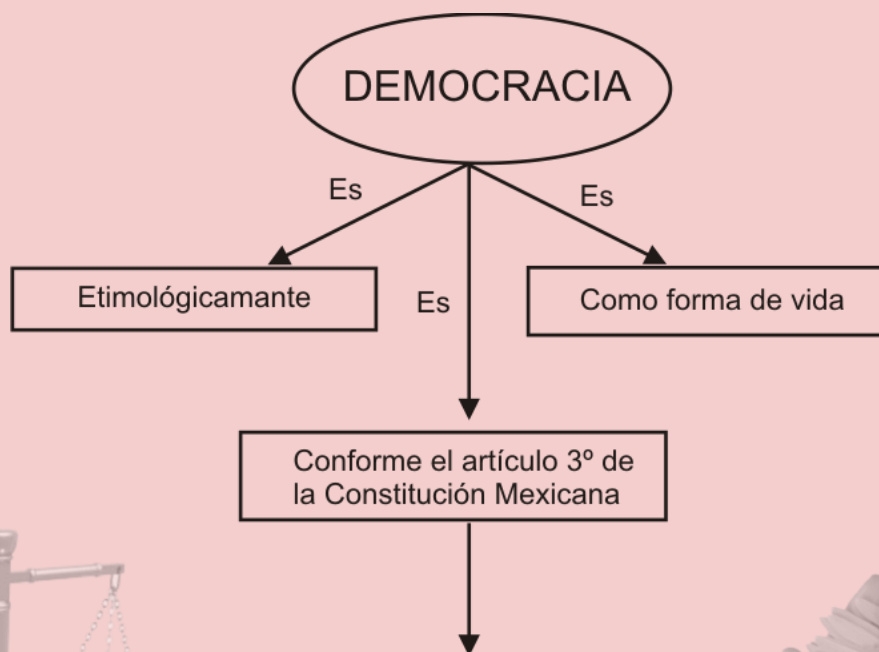 DEMOCRACIA
Es
Es
Etimológicamante
Es
Como forma de vida
Conforme el artículo 3º de
la Constitución Mexicana